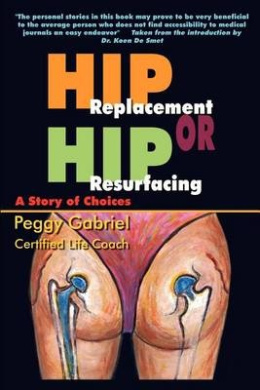 "The personal stories in this book may prove to be very beneficial
to the average person who does not find accessibility to medical
journals an easy endeavor" Taken from the introduction by
Dr. Koen De Smet
HIP
Replacement
OR
HIP
Resurfacing
A Story of Choices
Peggy Gabriel
Certified Life Coach